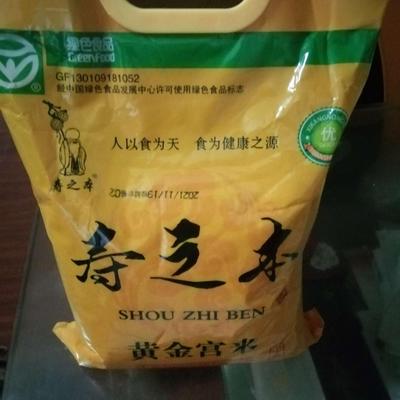 绿色食品
GreenFood
GF130109181052
经中国绿色食品发展中心许可使用绿色食品标志
寿之本
人以食为天 食为健康之源
优
寿之本
SHOU ZHI BEN
黄金宫米